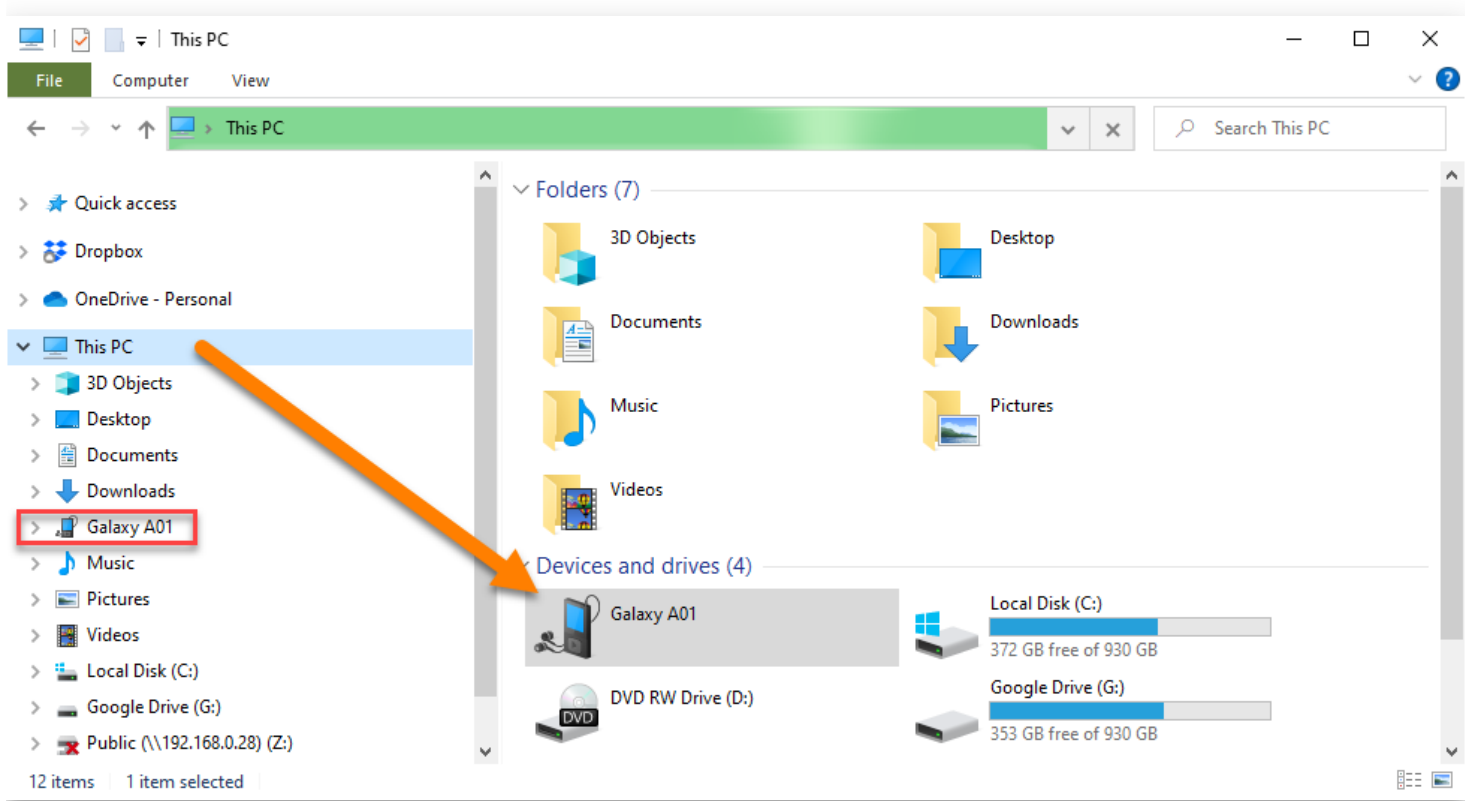 This PC
File Computer View
This PC
Search This PC
Quick access
Dropbox
OneDrive - Personal
This PC
3D Objects
Desktop
Documents
Downloads
Galaxy A01
Music
Pictures
Videos
Local Disk (C:)
Google Drive (G:)
Public (\\192.168.0.28) (Z:)
Folders (7)
3D Objects
Desktop
Documents
Downloads
Music
Pictures
Videos
Devices and drives (4)
Galaxy A01
Local Disk (C:)
372 GB free of 930 GB
DVD RW Drive (D:)
DVD
Google Drive (G:)
353 GB free of 930 GB
12 items 1 item selected